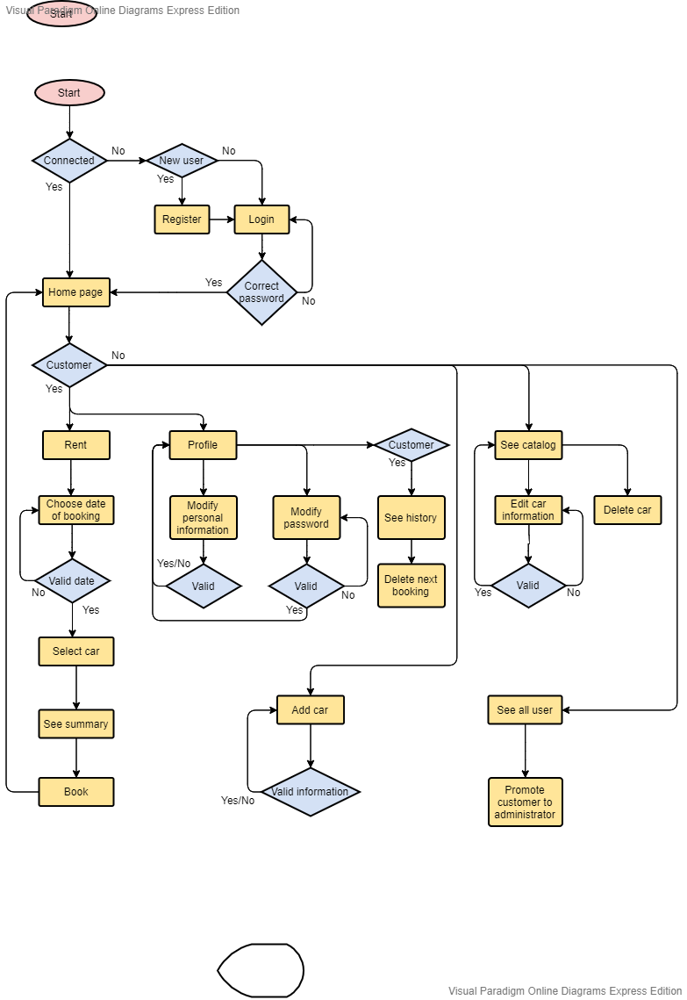 Visual Paradigm Online Diagrams Express Edition
Start
Start
Connected
No
New user
No
Yes
Yes
Register
Login
Home page
Yes
Correct
password
No
Customer
No
Yes
Rent
Profile
Customer
Yes
See catalog
Choose date
of booking
Modify
personal
information
Modify
password
See history
Edit car
information
Delete car
Valid date
No
Yes
Yes/No
Valid
Valid
No
Yes
Delete next
booking
Valid
Yes
No
Select car
See summary
Book
Add car
Valid information
Yes/No
See all user
Promote
customer to
administrator
Visual Paradigm Online Diagrams Express Edition